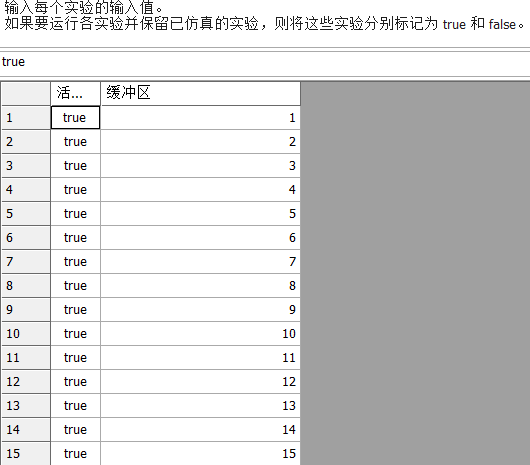 输入每个实验的输入值。
如果要运行各实验并保留已仿真的实验，则将这些实验分别标记为 true 和 false。
true
活... 缓冲区
1 true 1
2 true 2
3 true 3
4 true 4
5 true 5
6 true 6
7 true 7
8 true 8
9 true 9
10 true 10
11 true 11
12 true 12
13 true 13
14 true 14
15 true 15